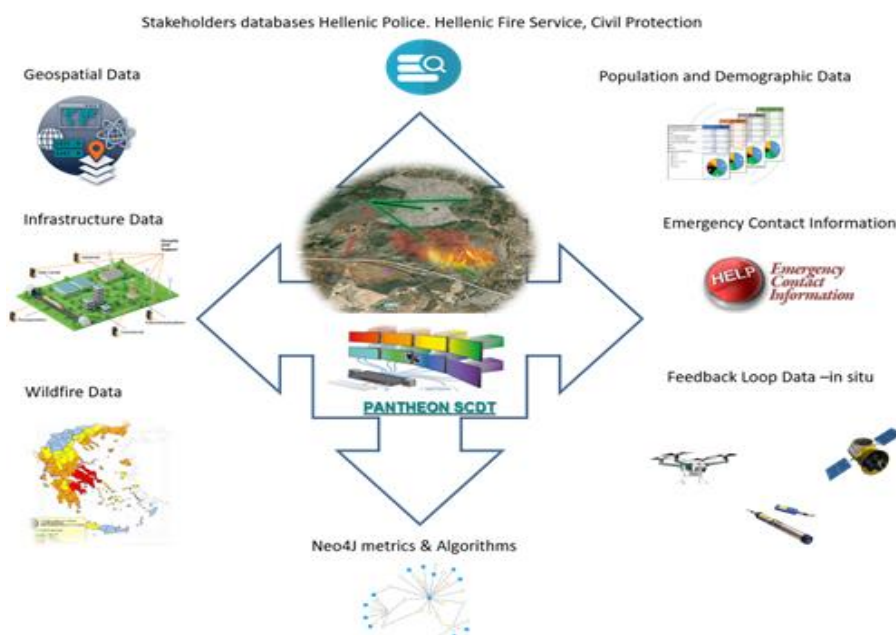 Stakeholders databases Hellenic Police. Hellenic Fire Service, Civil Protection
Geospatial Data
Population and Demographic Data
Infrastructure Data
Emergency Contact Information
HELP
Emergency
Contact
Information
Wildfire Data
PANTHEON SCDT
Feedback Loop Data –in situ
Neo4J metrics & Algorithms